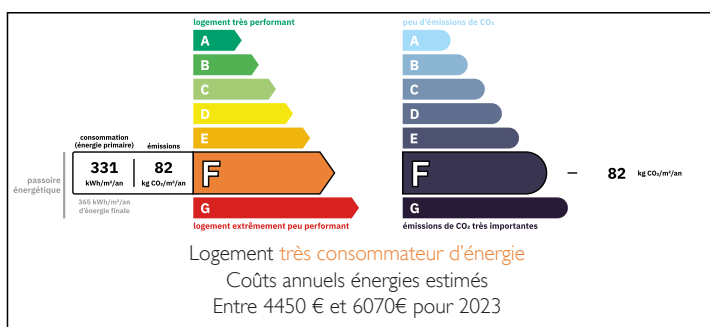 logement très performant
A
B
C
D
E
consommation
(énergie primaire)
émissions
331
kWh/m²/an
82
kg CO₂/m²/an
F
passoire
énergétique
365 kWh/m²/an
d'énergie finale
G
logement extrêmement peu performant
peu d'émissions de CO₂
A
B
C
D
E
F
82 kg CO₂/m²/an
G
émissions de CO₂ très importantes
Logement très consommateur d'énergie
Coûts annuels énergies estimés
Entre 4450 € et 6070€ pour 2023